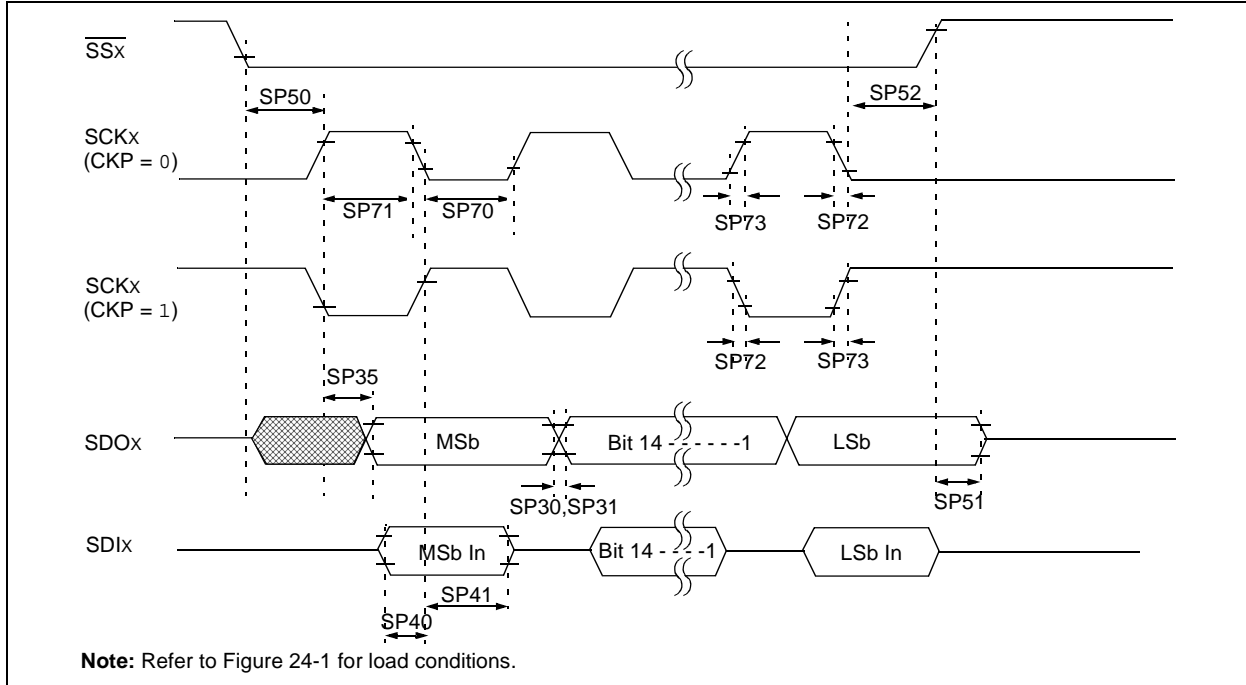 SSX
SP50
SP52
SCKX
(CKP = 0)
SP71
SP70
SP73
SP72
SCKX
(CKP = 1)
SP72
SP73
SP35
SDOX
MSb
Bit 14 - - - - - -1
LSb
SP30,SP31
SP51
SDIX
MSb In
Bit 14 - - - -1
LSb In
SP41
SP40
Note: Refer to Figure 24-1 for load conditions.